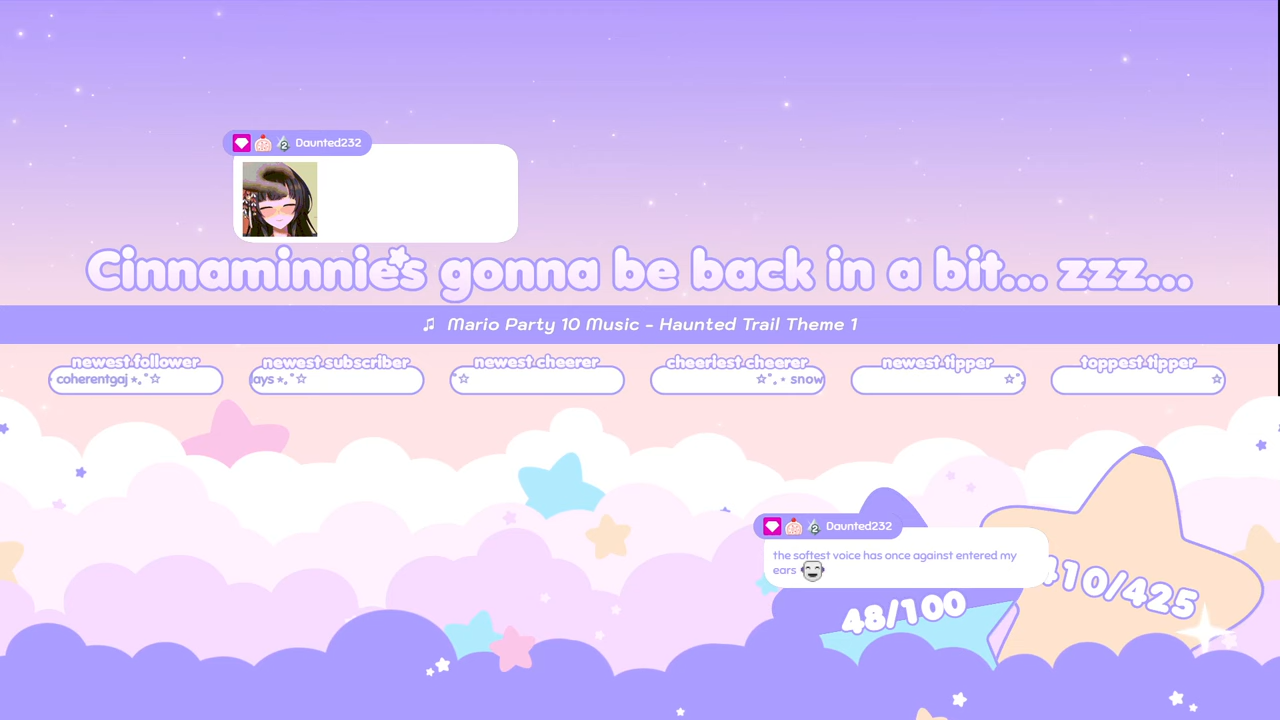 Daunted232
Cinnaminnies gonna be back in a bit... zzz...
♫ Mario Party 10 Music - Haunted Trail Theme 1
newest follower
newest subscriber
newest cheerer
cheeriest cheerer
newest tipper
toppest tipper
coherentgaj ⋆｡˚☆
ays ⋆｡˚☆
˚☆
☆˚｡⋆ snow
☆˚｡
☆
Daunted232
the softest voice has once against entered my
ears
410/425
48/100